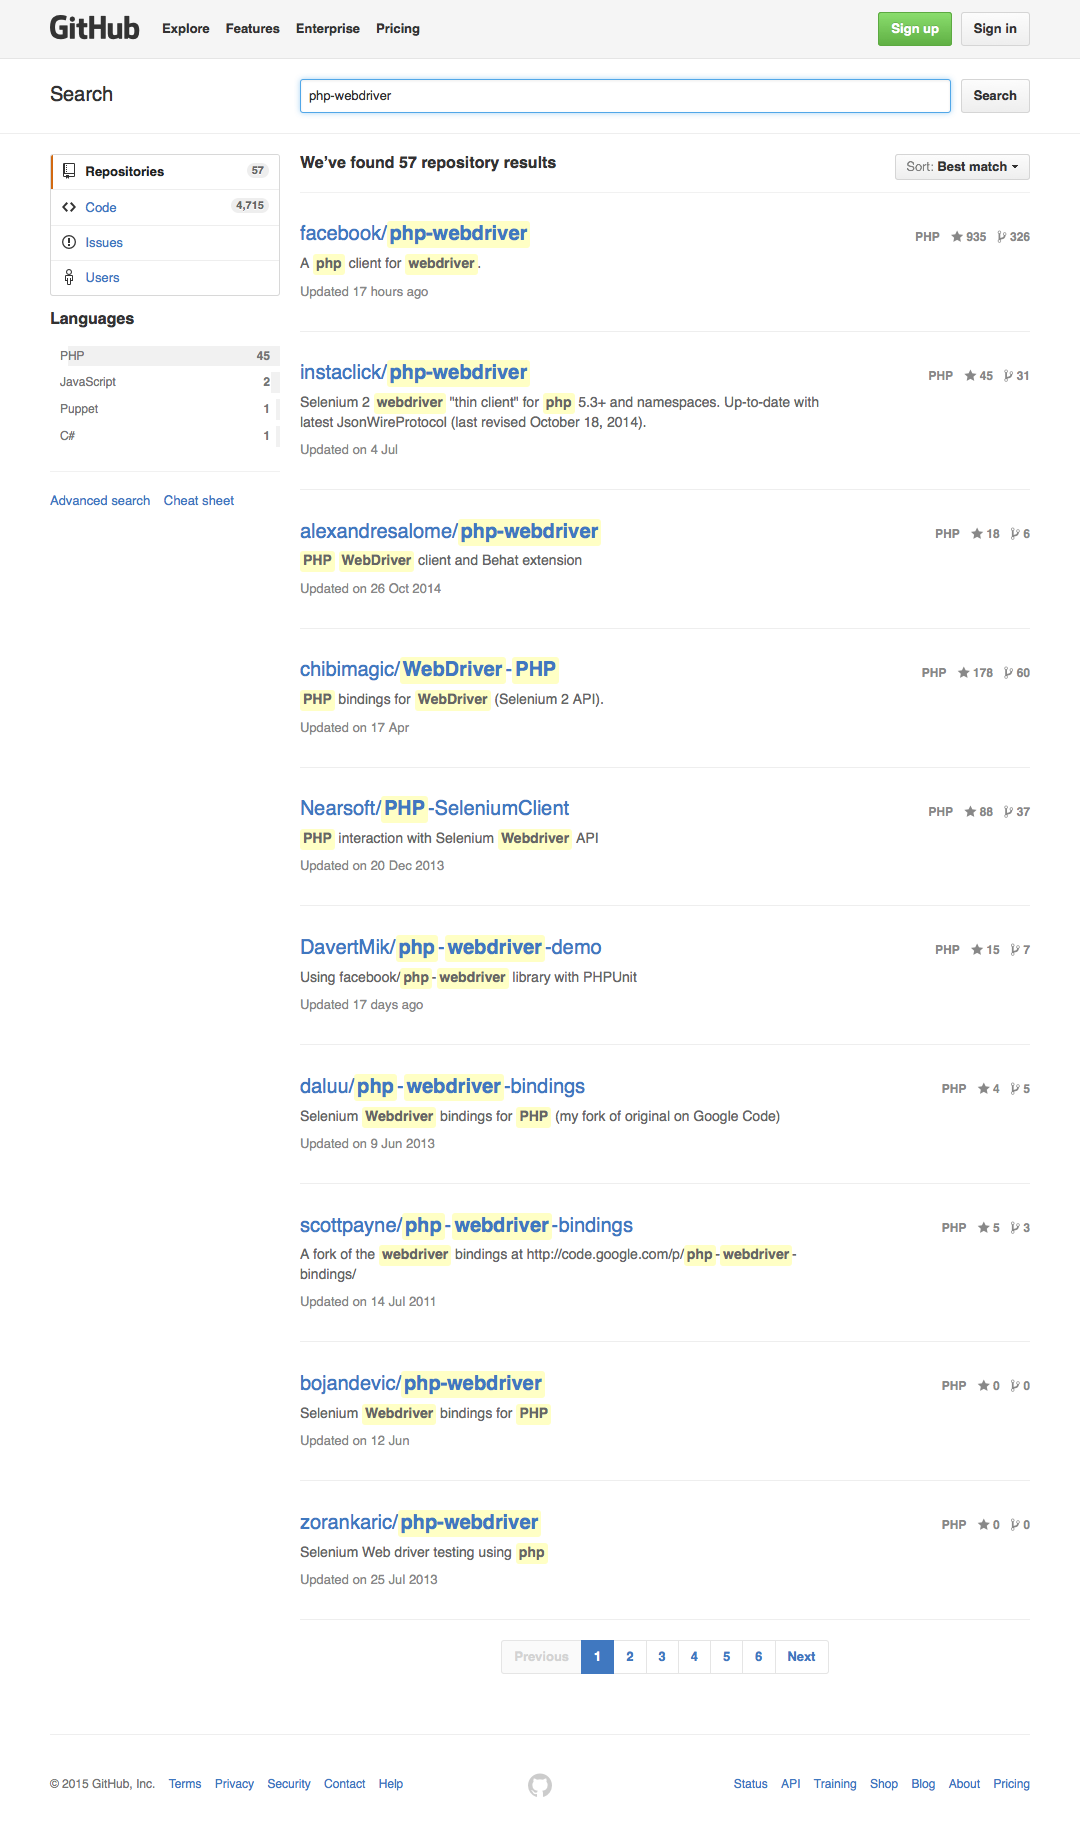 GitHub Explore Features Enterprise Pricing Sign up Sign in
Search php-webdriver Search
Repositories 57
Code 4,715
Issues
Users
Languages
PHP 45
JavaScript 2
Puppet 1
C# 1
Advanced search Cheat sheet
We've found 57 repository results Sort: Best match
facebook/php-webdriver PHP 935 326
A php client for webdriver.
Updated 17 hours ago
instaclick/php-webdriver PHP 45 31
Selenium 2 webdriver "thin client" for php 5.3+ and namespaces. Up-to-date with
latest JsonWireProtocol (last revised October 18, 2014).
Updated on 4 Jul
alexandresalome/php-webdriver PHP 18 6
PHP WebDriver client and Behat extension
Updated on 26 Oct 2014
chibimagic/WebDriver-PHP PHP 178 60
PHP bindings for WebDriver (Selenium 2 API).
Updated on 17 Apr
Nearsoft/PHP-SeleniumClient PHP 88 37
PHP interaction with Selenium Webdriver API
Updated on 20 Dec 2013
DavertMik/php-webdriver-demo PHP 15 7
Using facebook/php-webdriver library with PHPUnit
Updated 17 days ago
daluu/php-webdriver-bindings PHP 4 5
Selenium Webdriver bindings for PHP (my fork of original on Google Code)
Updated on 9 Jun 2013
scottpayne/php-webdriver-bindings PHP 5 3
A fork of the webdriver bindings at http://code.google.com/p/php-webdriver-
bindings/
Updated on 14 Jul 2011
bojandevic/php-webdriver PHP 0 0
Selenium Webdriver bindings for PHP
Updated on 12 Jun
zorankaric/php-webdriver PHP 0 0
Selenium Web driver testing using php
Updated on 25 Jul 2013
Previous 1 2 3 4 5 6 Next
© 2015 GitHub, Inc. Terms Privacy Security Contact Help Status API Training Shop Blog About Pricing